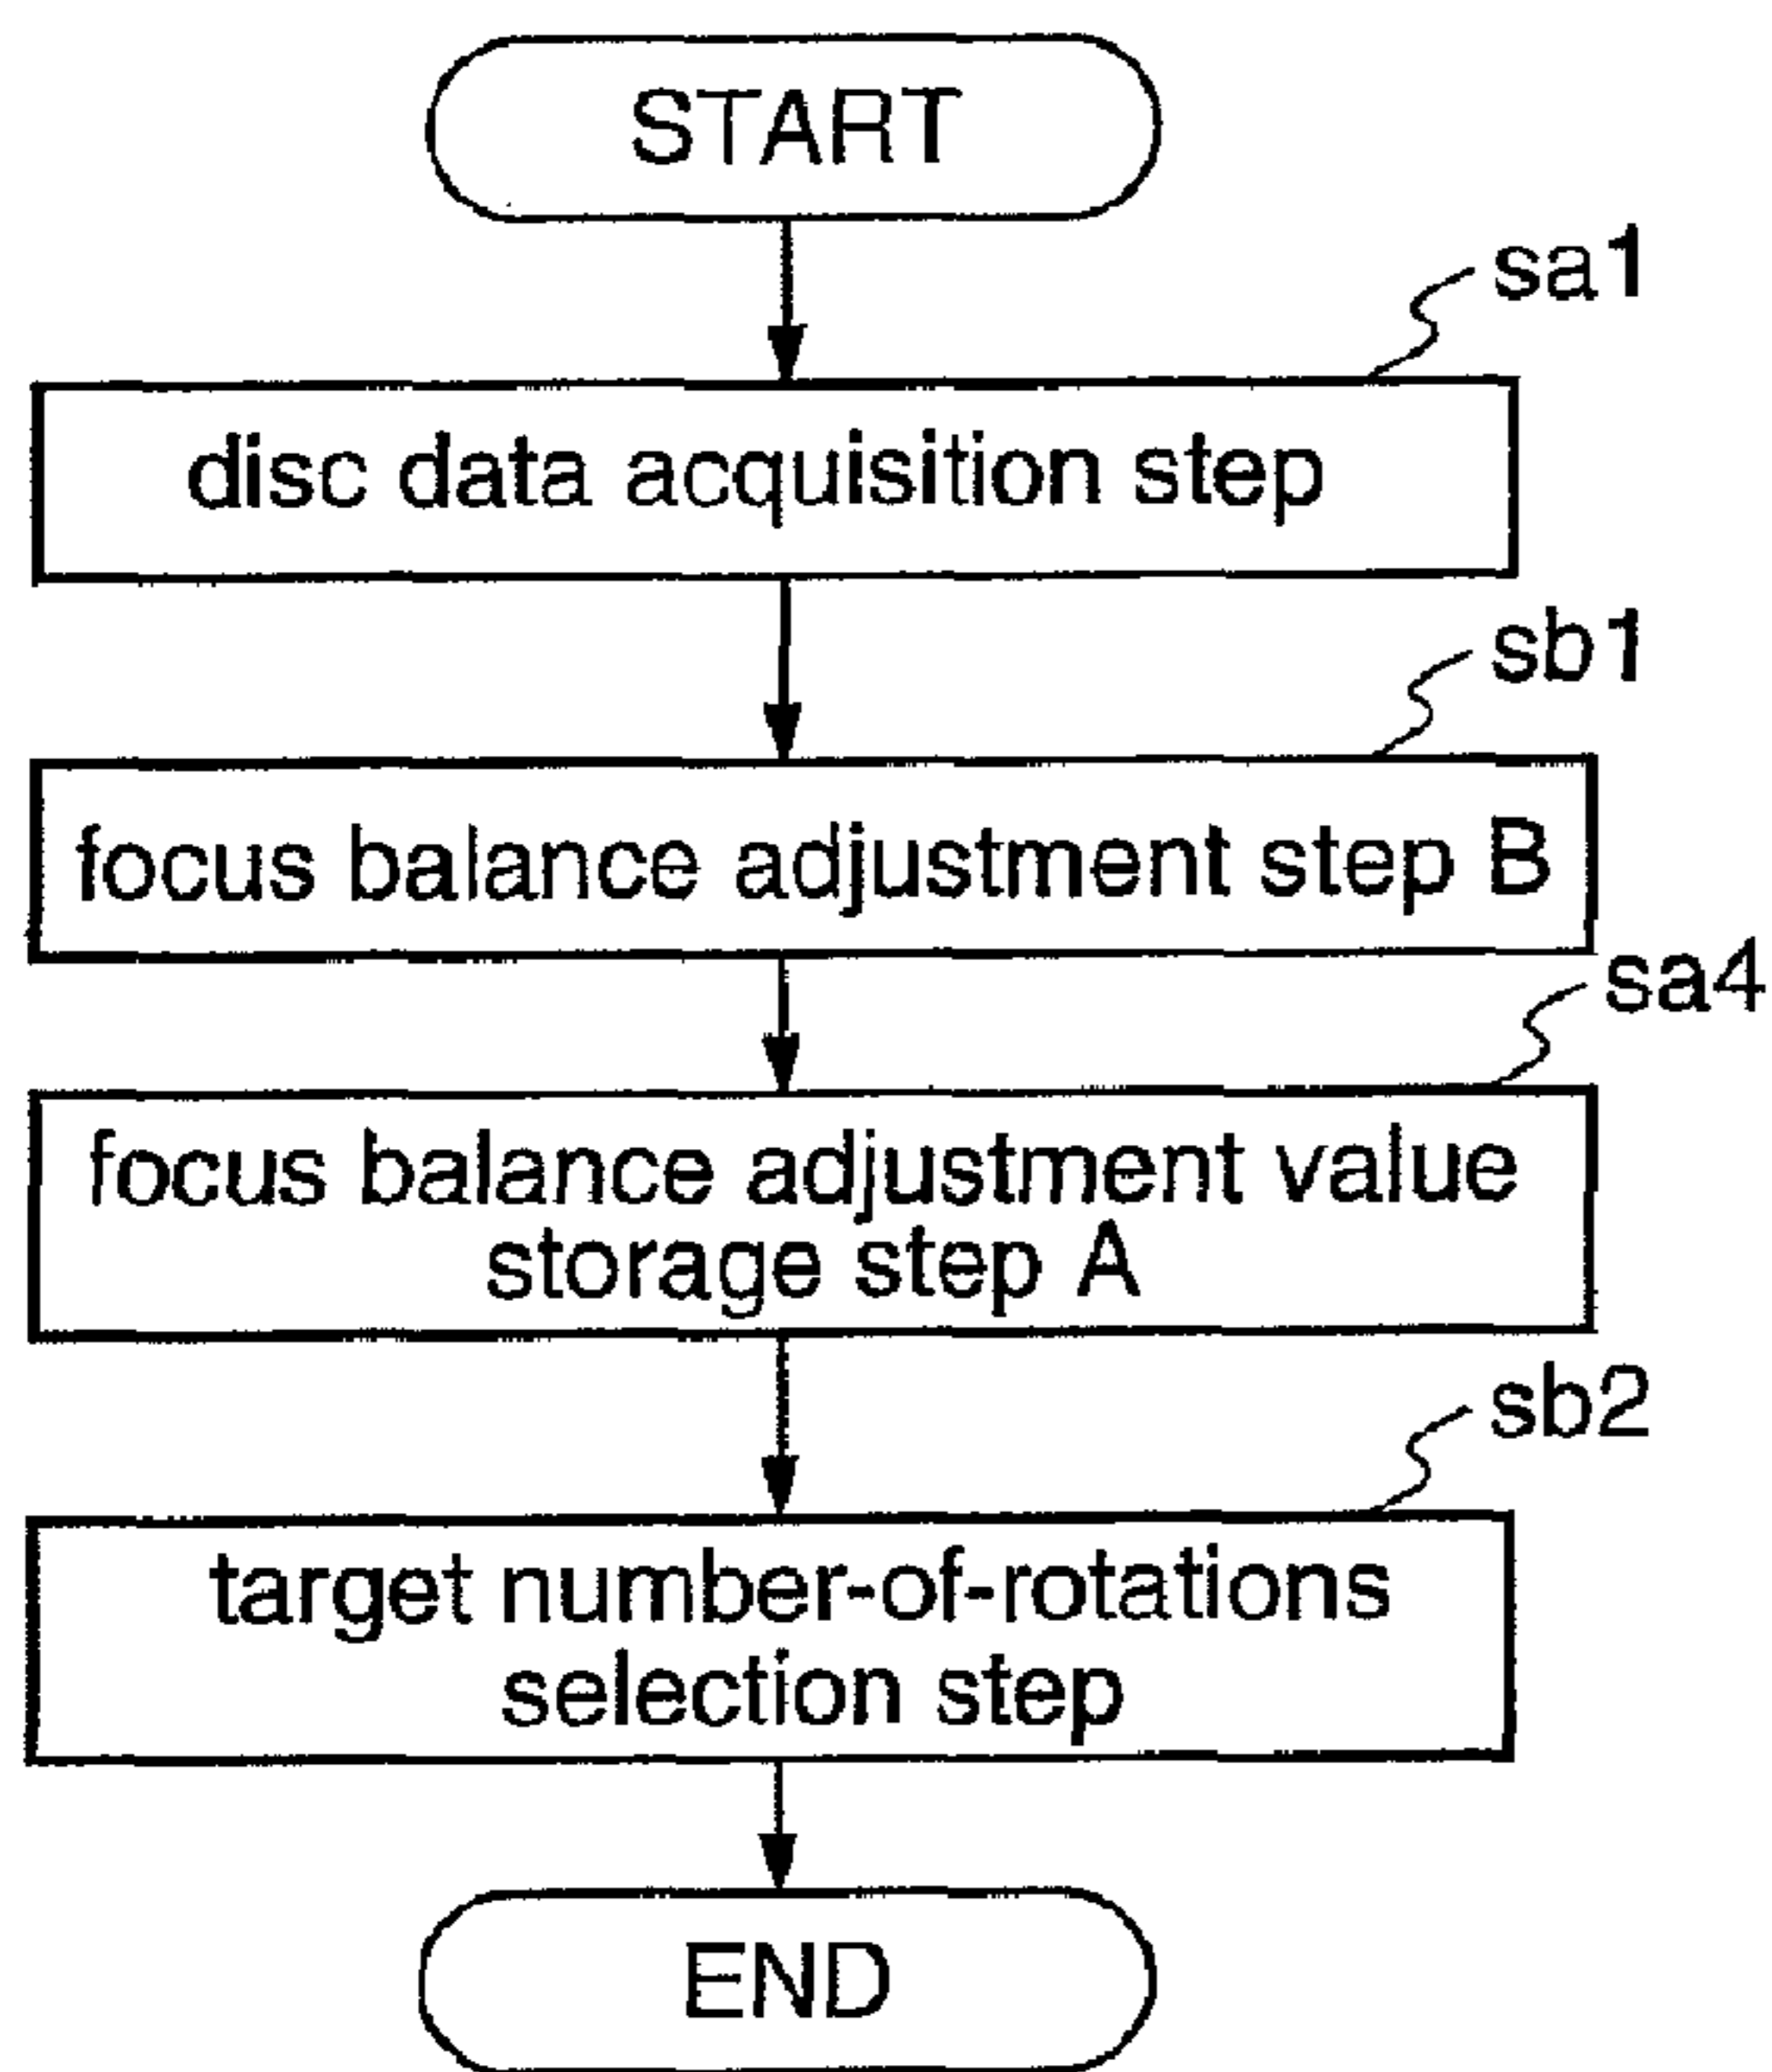 START
sa1
disc data acquisition step
sb1
focus balance adjustment step B
sa4
focus balance adjustment value
storage step A
sb2
target number-of-rotations
selection step
END